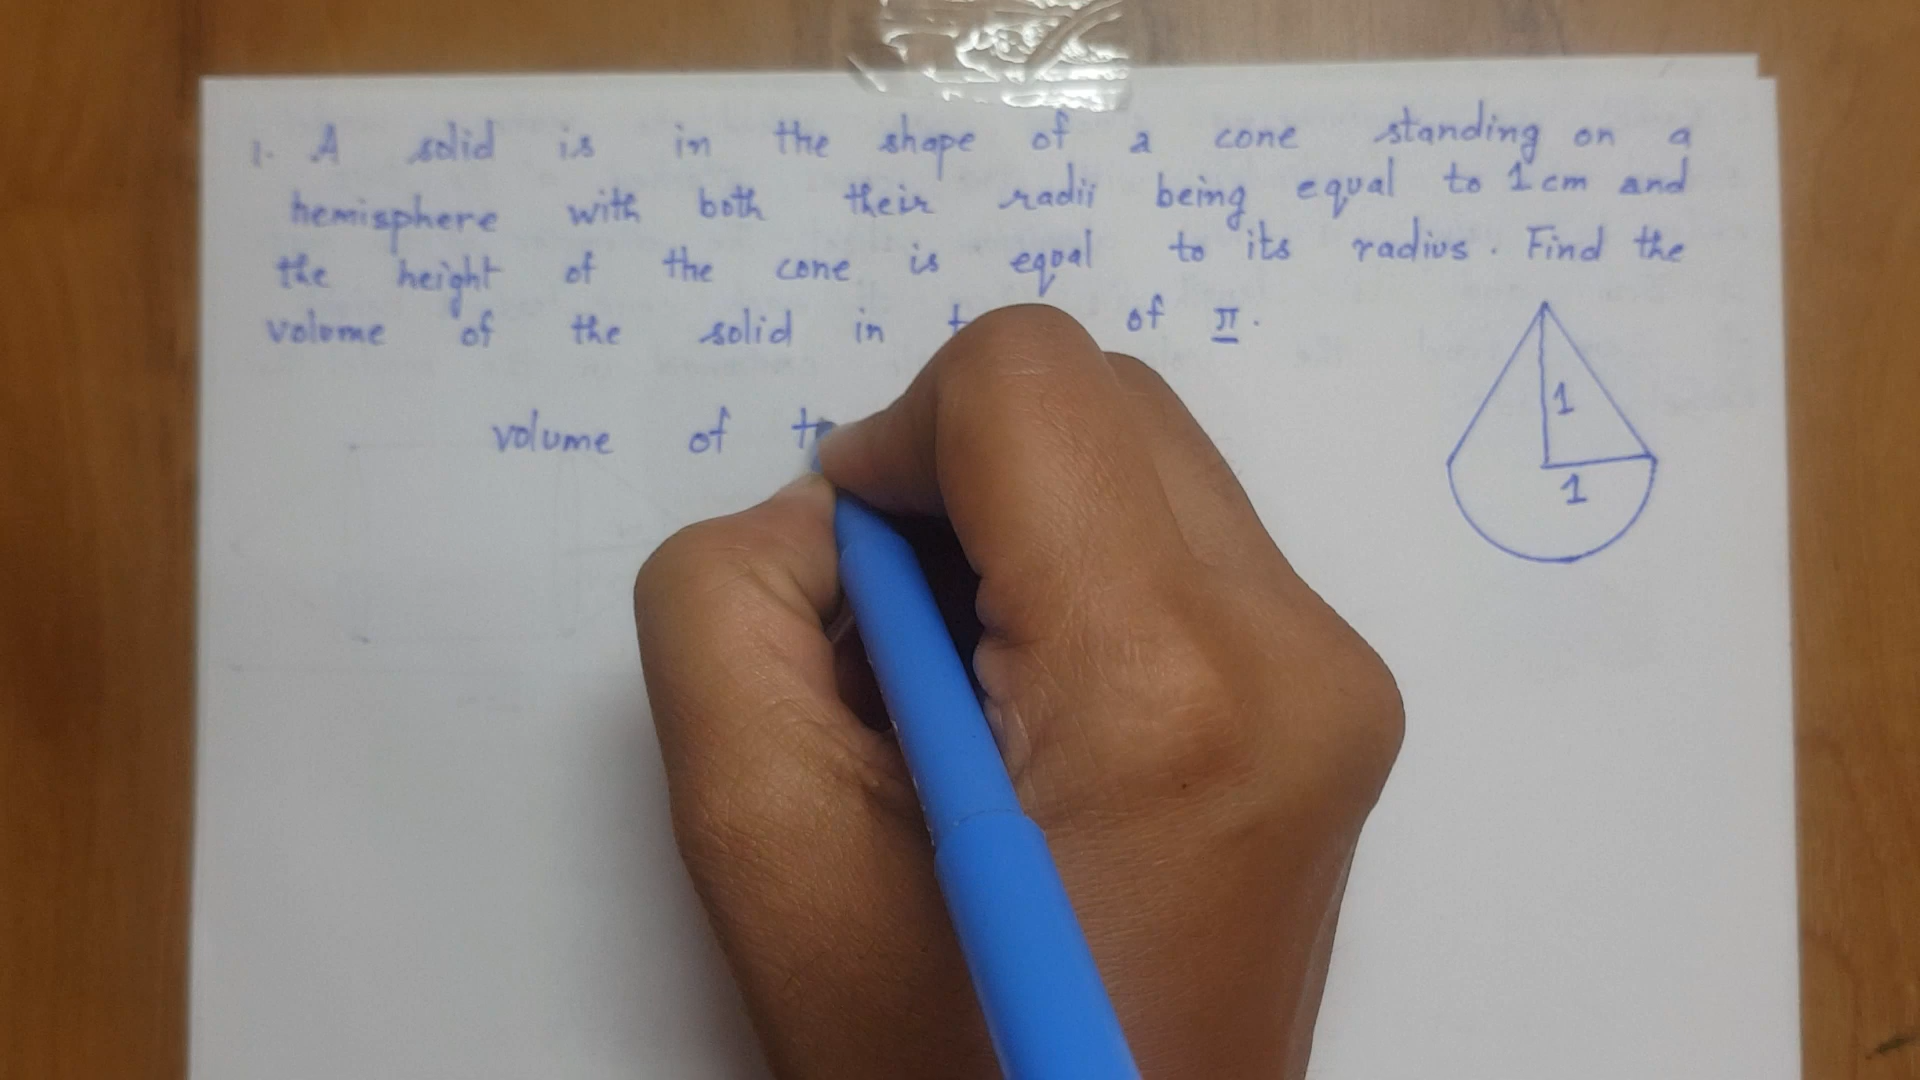 1. A solid is in the shape of a cone standing on a
hemisphere with both their radii being equal to 1 cm and
the height of the cone is equal to its radius. Find the
volume of the solid in of π.
volume of
1
1